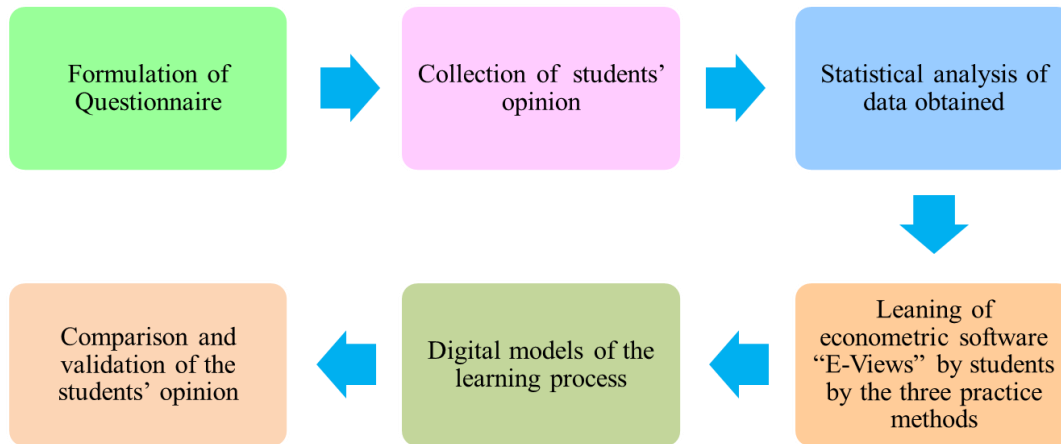 Formulation of
Questionnaire
Collection of students’
opinion
Statistical analysis of
data obtained
Leaning of
econometric software
“E-Views” by students
by the three practice
methods
Digital models of the
learning process
Comparison and
validation of the
students’ opinion